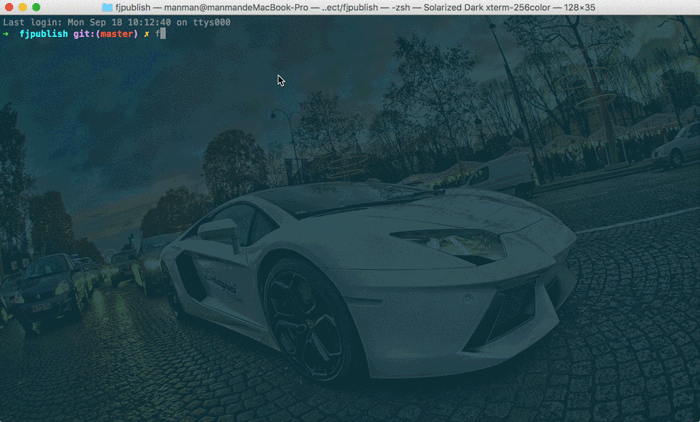 fjpublish — manman@manmandeMacBook-Pro — ..ect/fjpublish — -zsh — Solarized Dark xterm-256color — 128×35
Last login: Mon Sep 18 10:12:40 on ttys000
➜ fjpublish git:(master) ✗ f